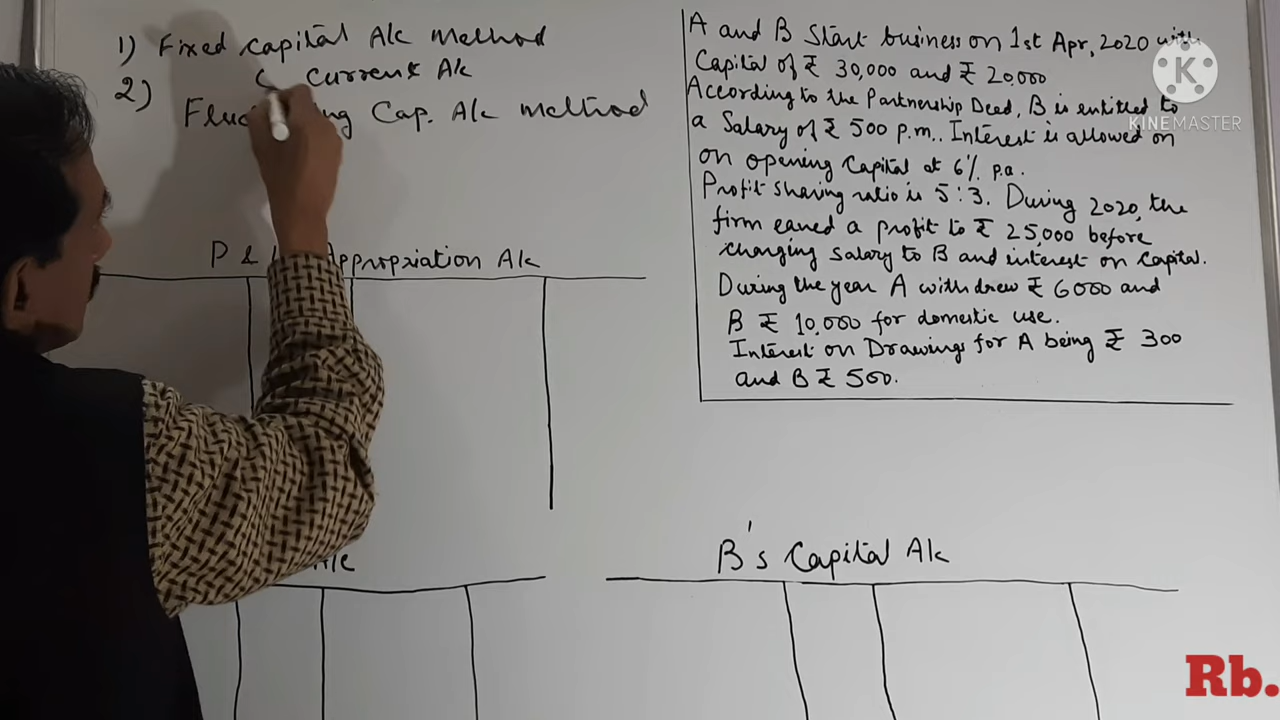 1) Fixed Capital A/c Method
Current A/c
2)
Cap. A/c Method
P & Appropriation A/c
A/c
B's Capital A/c
A and B Start business on 1st Apr, 2020 with
Capital of ₹ 30,000 and ₹ 20,000
According to the Partnership Deed, B is entitled to
a Salary of ₹ 500 p.m.. Interest is allowed on
on opening Capital at 6% p.a.
Profit sharing ratio is 5:3. During 2020, the
firm earned a profit to ₹ 25,000 before
charging salary to B and interest on Capital.
During the year A withdrew ₹ 6000 and
B ₹ 10,000 for domestic use.
Interest on Drawings for A being ₹ 300
and B ₹ 500.
KINEMASTER
Rb.